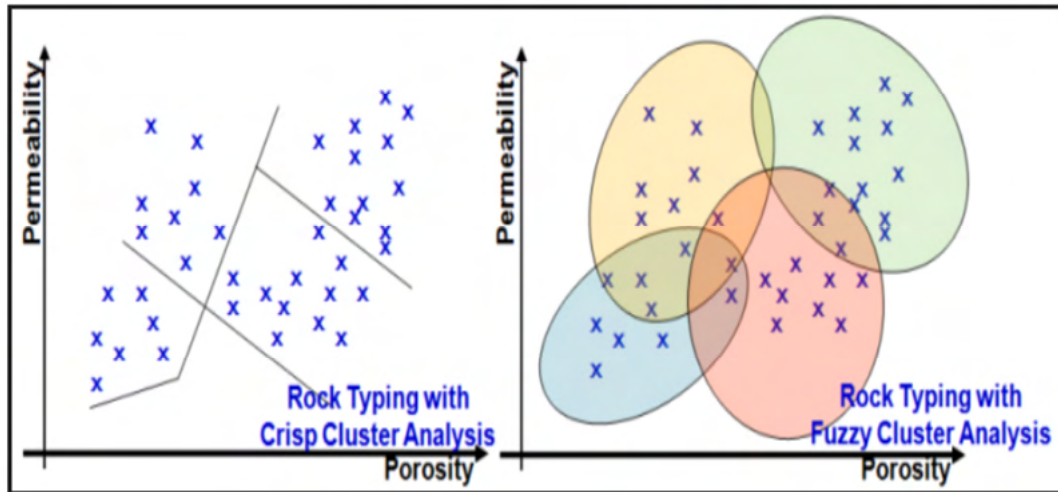 Permeability
Rock Typing with
Crisp Cluster Analysis
Porosity
Permeability
Rock Typing with
Fuzzy Cluster Analysis
Porosity